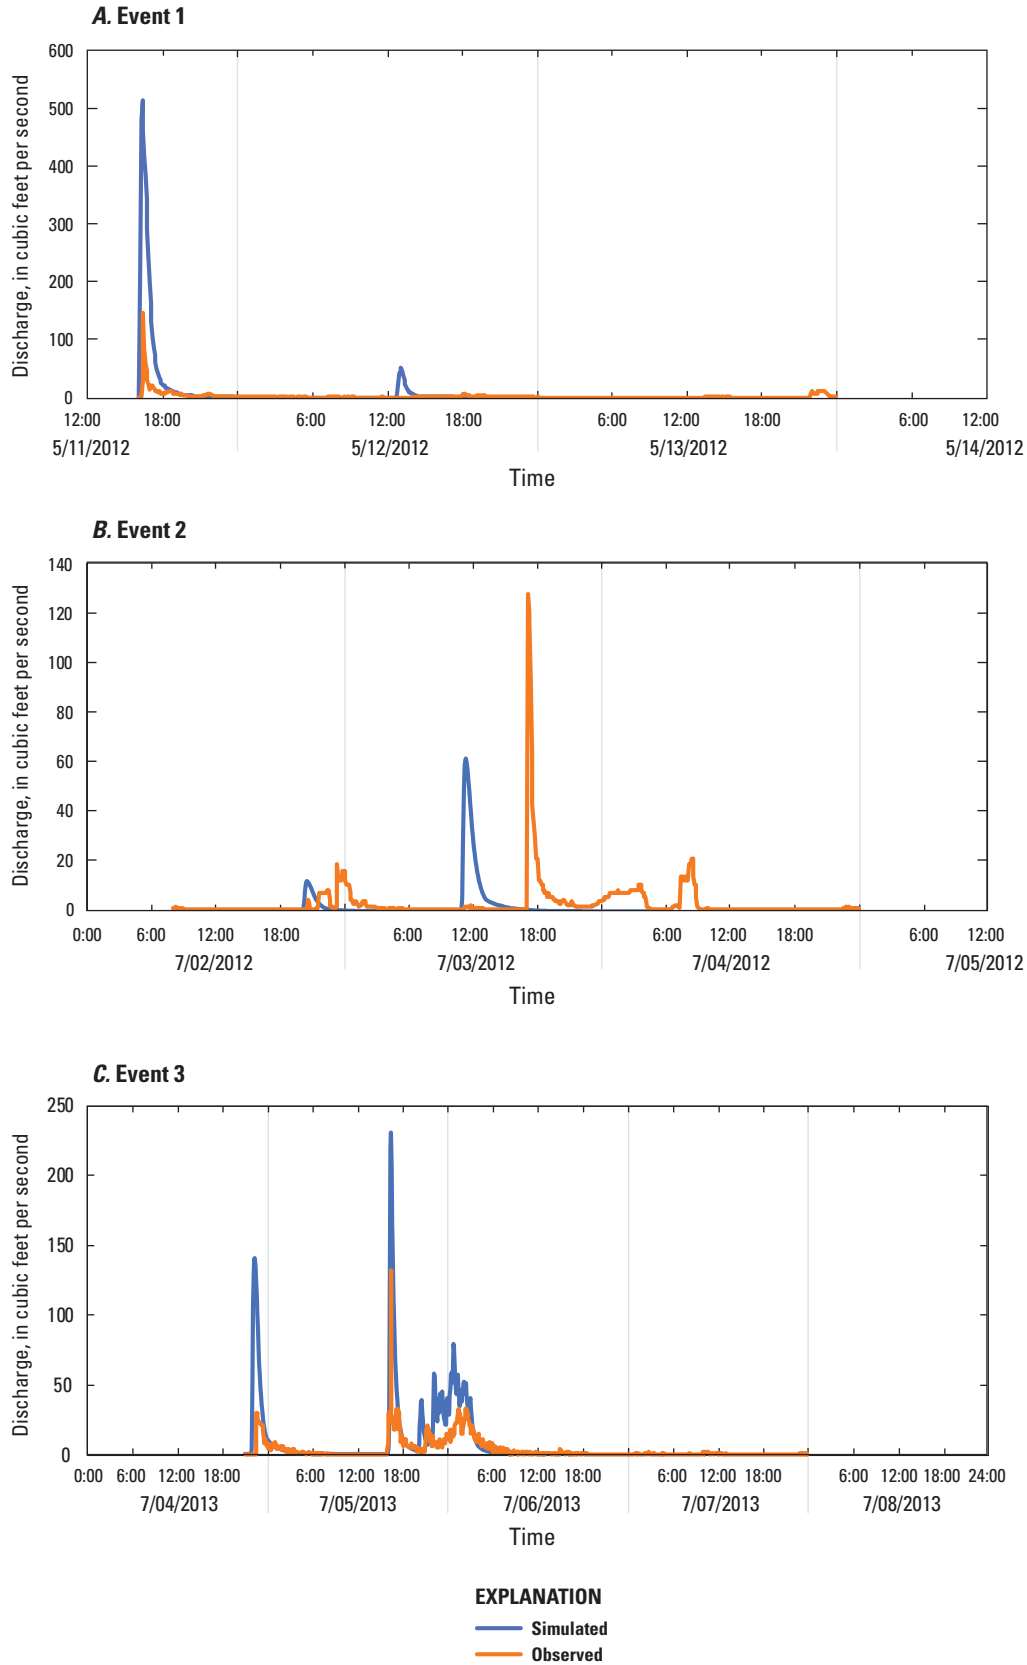 A. Event 1
Discharge, in cubic feet per second
600
500
400
300
200
100
0
12:00 18:00 6:00 12:00 18:00 6:00 12:00 18:00 6:00 12:00
5/11/2012 5/12/2012 5/13/2012 5/14/2012
Time
B. Event 2
Discharge, in cubic feet per second
140
120
100
80
60
40
20
0
0:00 6:00 12:00 18:00 6:00 12:00 18:00 6:00 12:00 18:00 6:00 12:00
7/02/2012 7/03/2012 7/04/2012 7/05/2012
Time
C. Event 3
Discharge, in cubic feet per second
250
200
150
100
50
0
0:00 6:00 12:00 18:00 6:00 12:00 18:00 6:00 12:00 18:00 6:00 12:00 18:00 6:00 12:00 18:00 24:00
7/04/2013 7/05/2013 7/06/2013 7/07/2013 7/08/2013
Time
EXPLANATION
Simulated
Observed